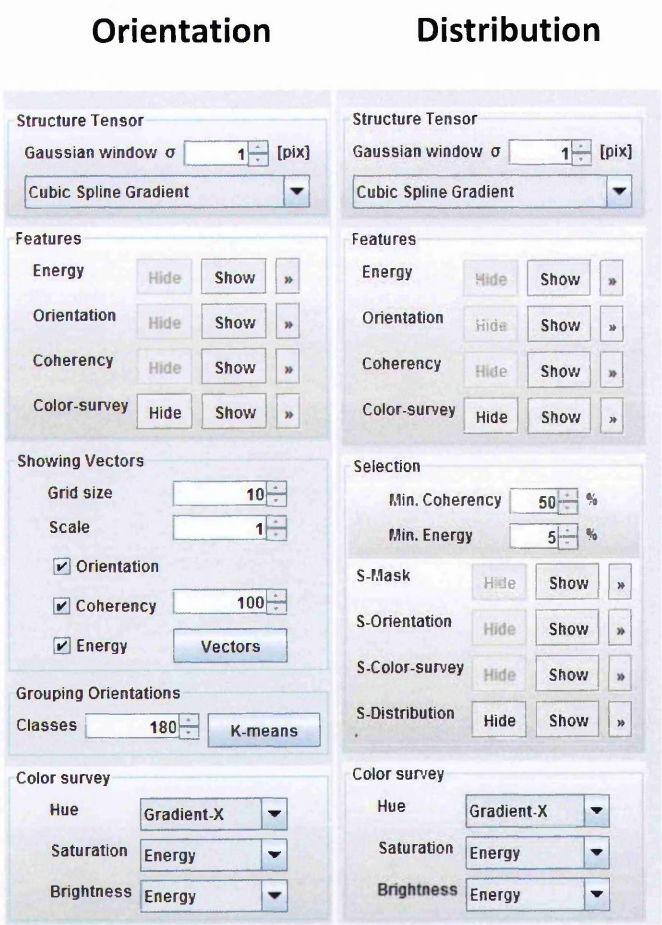 Orientation
Structure Tensor
Gaussian window σ 1 [pix]
Cubic Spline Gradient
Features
Energy Hide Show »
Orientation Hide Show »
Coherency Hide Show »
Color-survey Hide Show »
Showing Vectors
Grid size 10
Scale 1
Orientation
Coherency 100
Energy Vectors
Grouping Orientations
Classes 180 K-means
Color survey
Hue Gradient-X
Saturation Energy
Brightness Energy
Distribution
Structure Tensor
Gaussian window σ 1 [pix]
Cubic Spline Gradient
Features
Energy Hide Show »
Orientation Hide Show »
Coherency Hide Show »
Color-survey Hide Show »
Selection
Min. Coherency 50 %
Min. Energy 5 %
S-Mask Hide Show »
S-Orientation Hide Show »
S-Color-survey Hide Show »
S-Distribution Hide Show »
Color survey
Hue Gradient-X
Saturation Energy
Brightness Energy